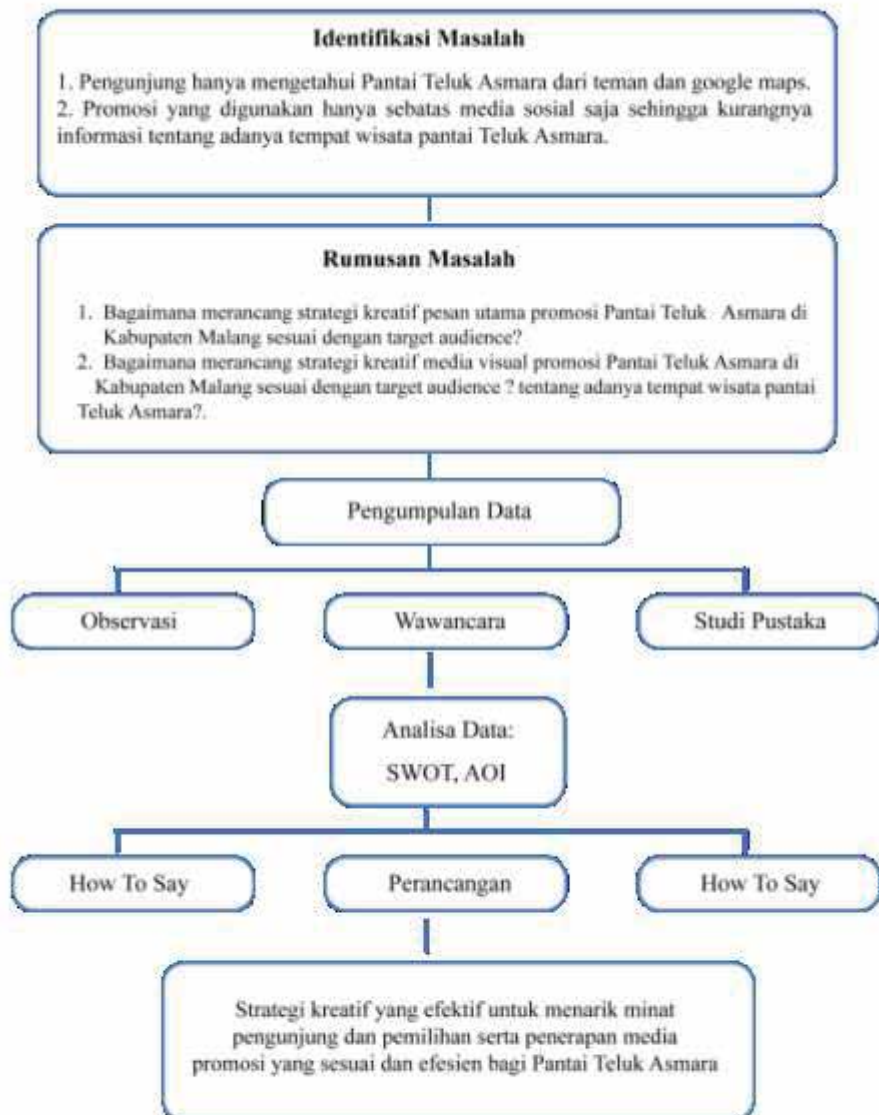 Identifikasi Masalah
1. Pengunjung hanya mengetahui Pantai Teluk Asmara dari teman dan google maps.
2. Promosi yang digunakan hanya sebatas media sosial saja sehingga kurangnya
informasi tentang adanya tempat wisata pantai Teluk Asmara.
Rumusan Masalah
1. Bagaimana merancang strategi kreatif pesan utama promosi Pantai Teluk Asmara di
Kabupaten Malang sesuai dengan target audience?
2. Bagaimana merancang strategi kreatif media visual promosi Pantai Teluk Asmara di
Kabupaten Malang sesuai dengan target audience ? tentang adanya tempat wisata pantai
Teluk Asmara?.
Pengumpulan Data
Observasi
Wawancara
Studi Pustaka
Analisa Data:
SWOT, AOI
How To Say
Perancangan
How To Say
Strategi kreatif yang efektif untuk menarik minat
pengunjung dan pemilihan serta penerapan media
promosi yang sesuai dan efesien bagi Pantai Teluk Asmara